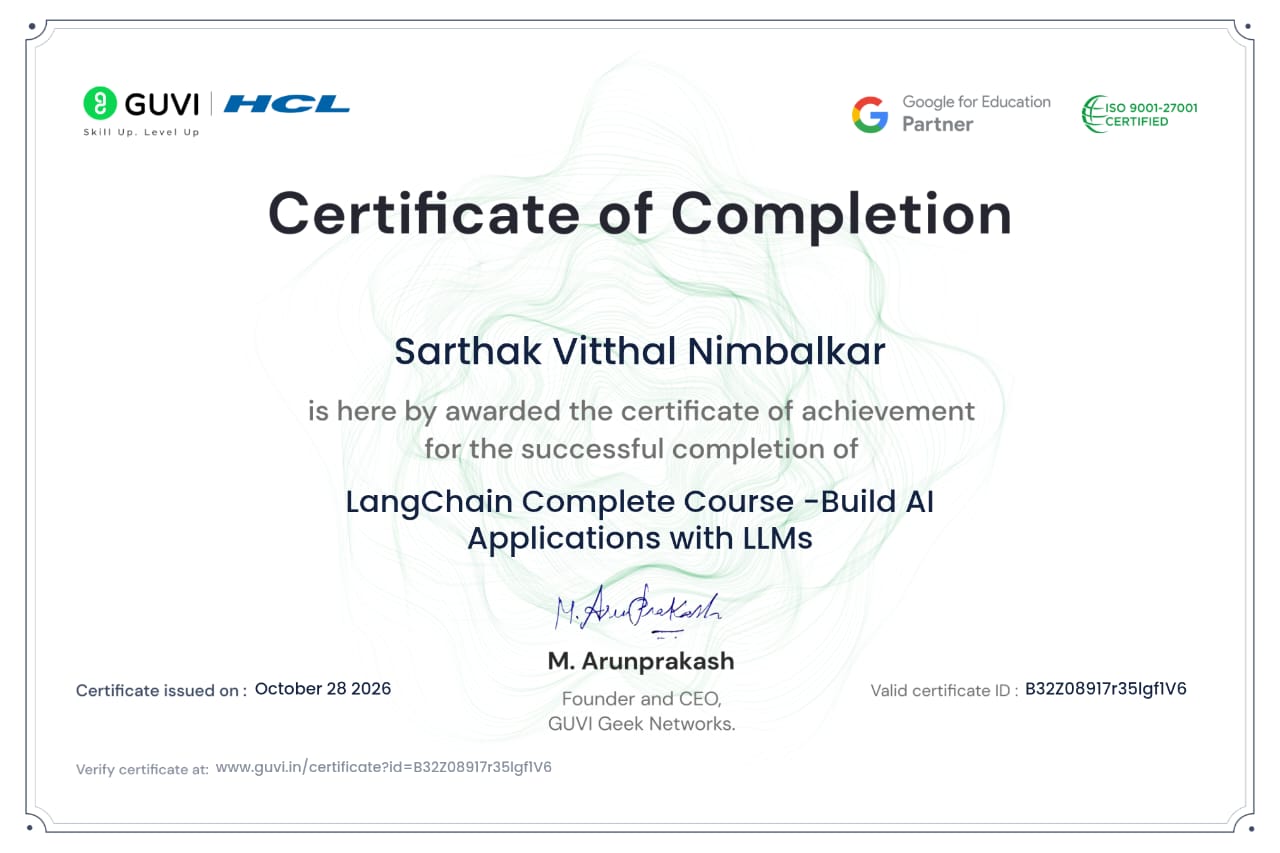 GUVI
HCL
Skill Up. Level Up
Google for Education
Partner
ISO 9001-27001
CERTIFIED
Certificate of Completion
Sarthak Vitthal Nimbalkar
is here by awarded the certificate of achievement
for the successful completion of
LangChain Complete Course -Build AI
Applications with LLMs
M. ArunPrakash
M. Arunprakash
Founder and CEO,
GUVI Geek Networks.
Certificate issued on : October 28 2026
Valid certificate ID : B32Z08917r35Igf1V6
Verify certificate at: www.guvi.in/certificate?id=B32Z08917r35Igf1V6